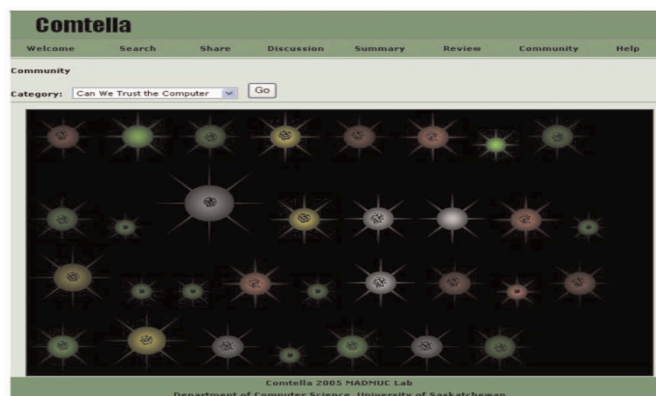 Comtella
Welcome Search Share Discussion Summary Review Community Help
Community
Category: Can We Trust the Computer Go
Comtella 2005 MADMUC Lab
Department of Computer Science, University of Saskatchewan